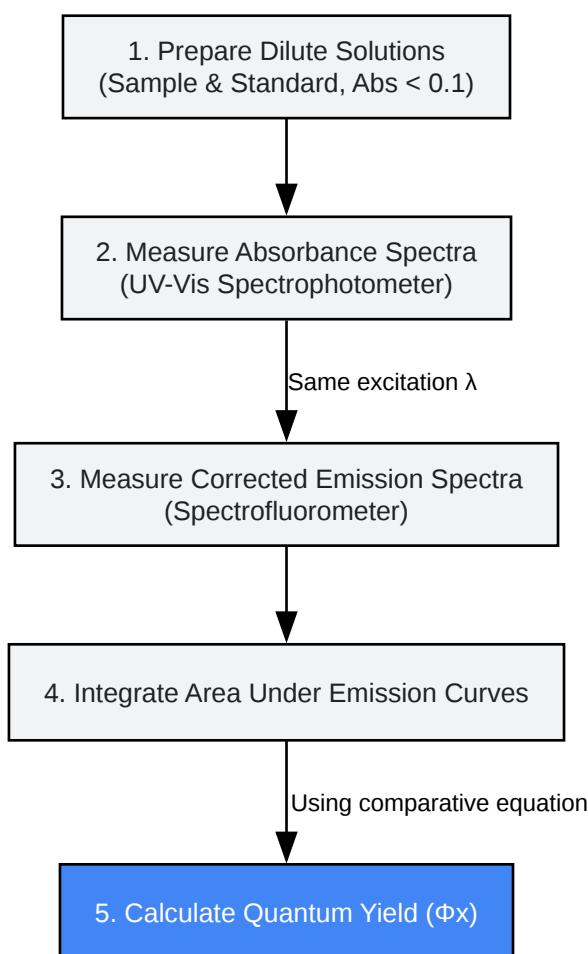 1. Prepare Dilute Solutions
(Sample & Standard, Abs < 0.1)
2. Measure Absorbance Spectra
(UV-Vis Spectrophotometer)
Same excitation λ
3. Measure Corrected Emission Spectra
(Spectrofluorometer)
4. Integrate Area Under Emission Curves
Using comparative equation
5. Calculate Quantum Yield (Φx)